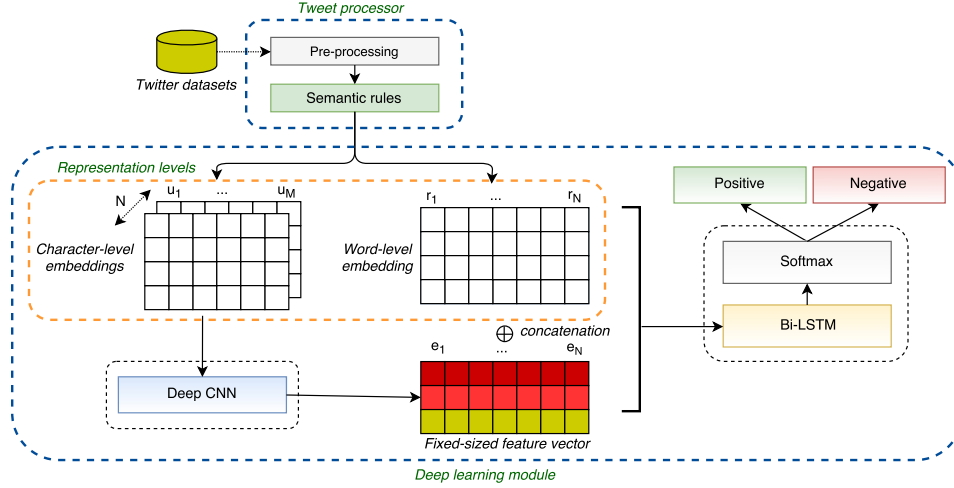 Tweet processor
Pre-processing
Twitter datasets
Semantic rules
Representation levels
N
u1 ... uM
r1 ... rN
Positive
Negative
Character-level
embeddings
Word-level
embedding
Softmax
Bi-LSTM
concatenation
e1 ... eN
Deep CNN
Fixed-sized feature vector
Deep learning module